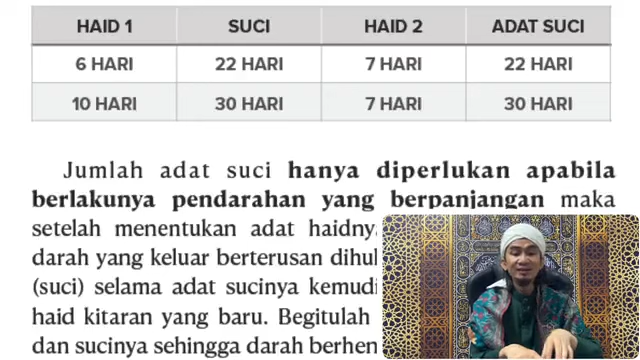 HAID 1 SUCI HAID 2 ADAT SUCI
6 HARI 22 HARI 7 HARI 22 HARI
10 HARI 30 HARI 7 HARI 30 HARI
Jumlah adat suci hanya diperlukan apabila
berlakunya pendarahan yang berpanjangan maka
setelah menentukan adat haidny
darah yang keluar berterusan dihu
(suci) selama adat sucinya kemudi
haid kitaran yang baru. Begitulah
dan sucinya sehingga darah berhen